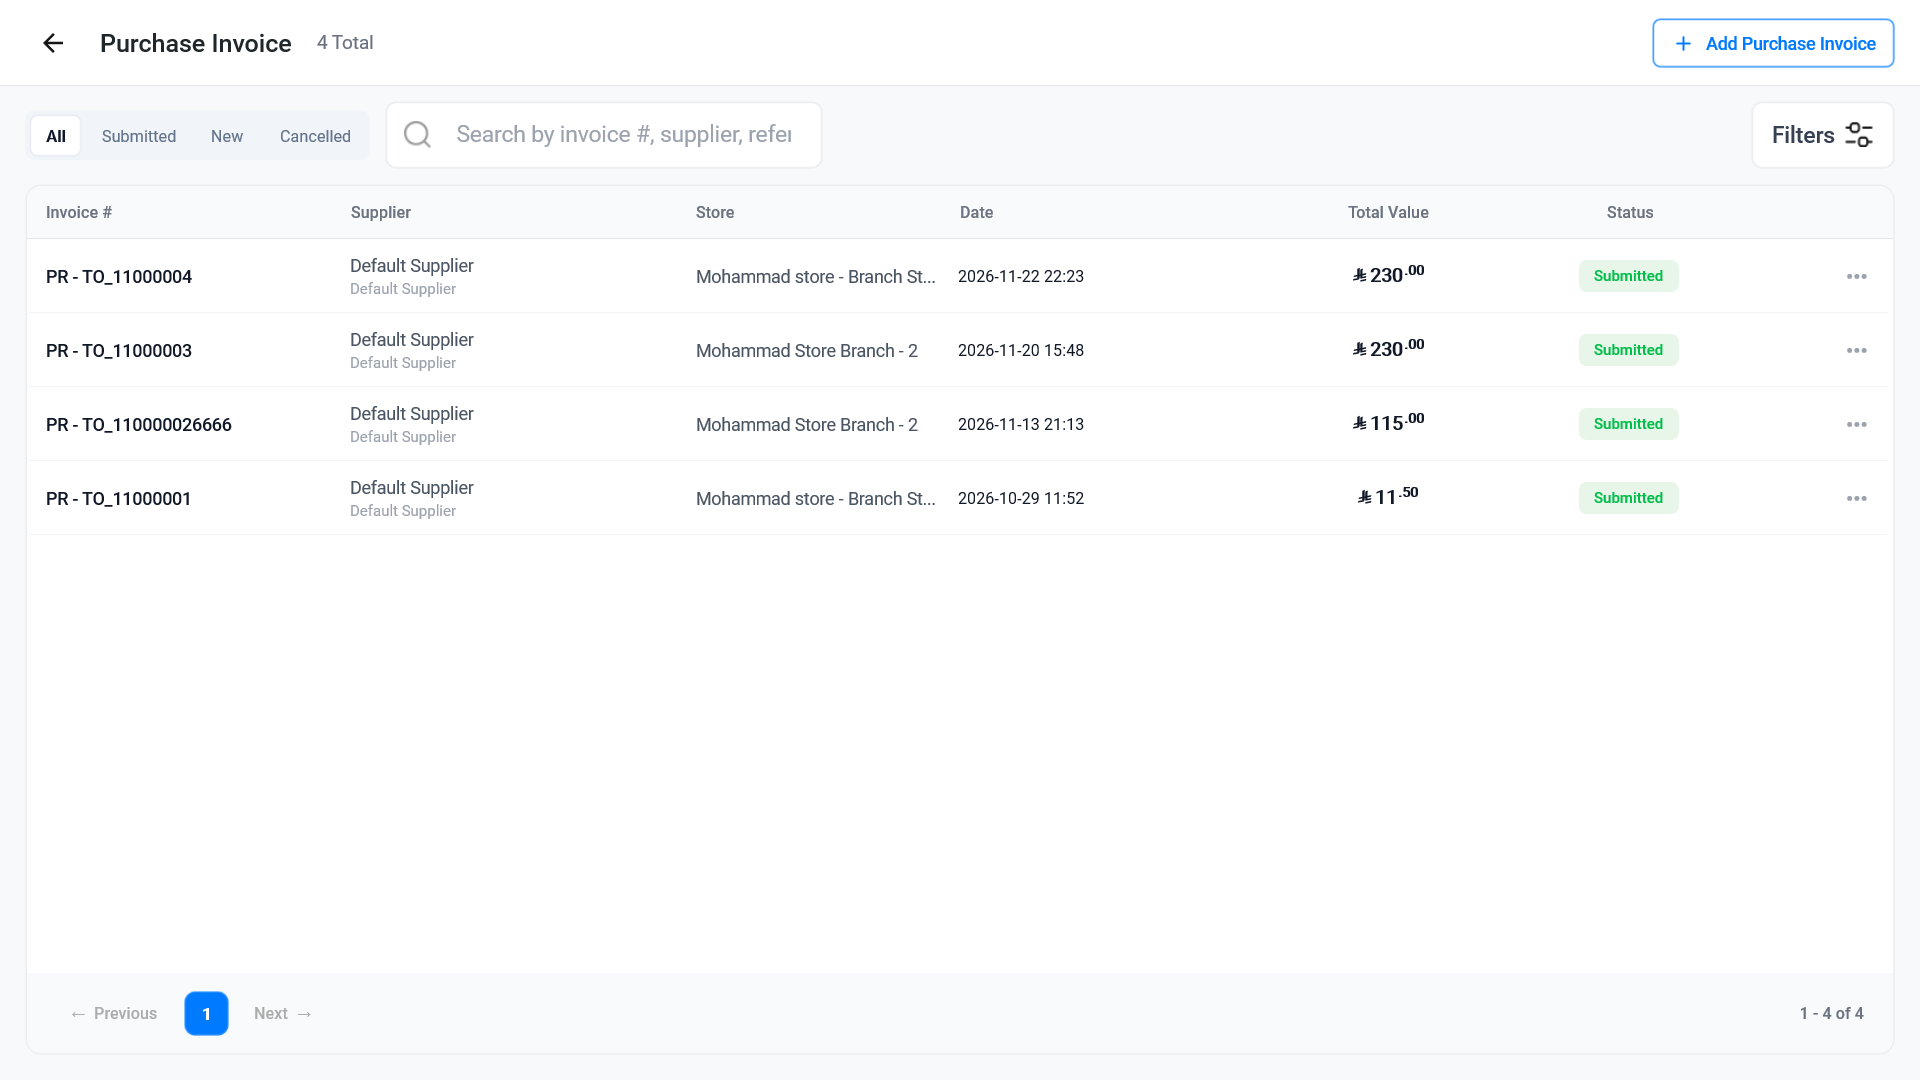 Purchase Invoice 4 Total
+ Add Purchase Invoice
All Submitted New Cancelled
Search by invoice #, supplier, refer
Filters
Invoice # Supplier Store Date Total Value Status
PR - TO_11000004 Default Supplier Default Supplier Mohammad store - Branch St... 2026-11-22 22:23 230.00 Submitted
PR - TO_11000003 Default Supplier Default Supplier Mohammad Store Branch - 2 2026-11-20 15:48 230.00 Submitted
PR - TO_110000026666 Default Supplier Default Supplier Mohammad Store Branch - 2 2026-11-13 21:13 115.00 Submitted
PR - TO_11000001 Default Supplier Default Supplier Mohammad store - Branch St... 2026-10-29 11:52 11.50 Submitted
← Previous 1 Next →
1 - 4 of 4